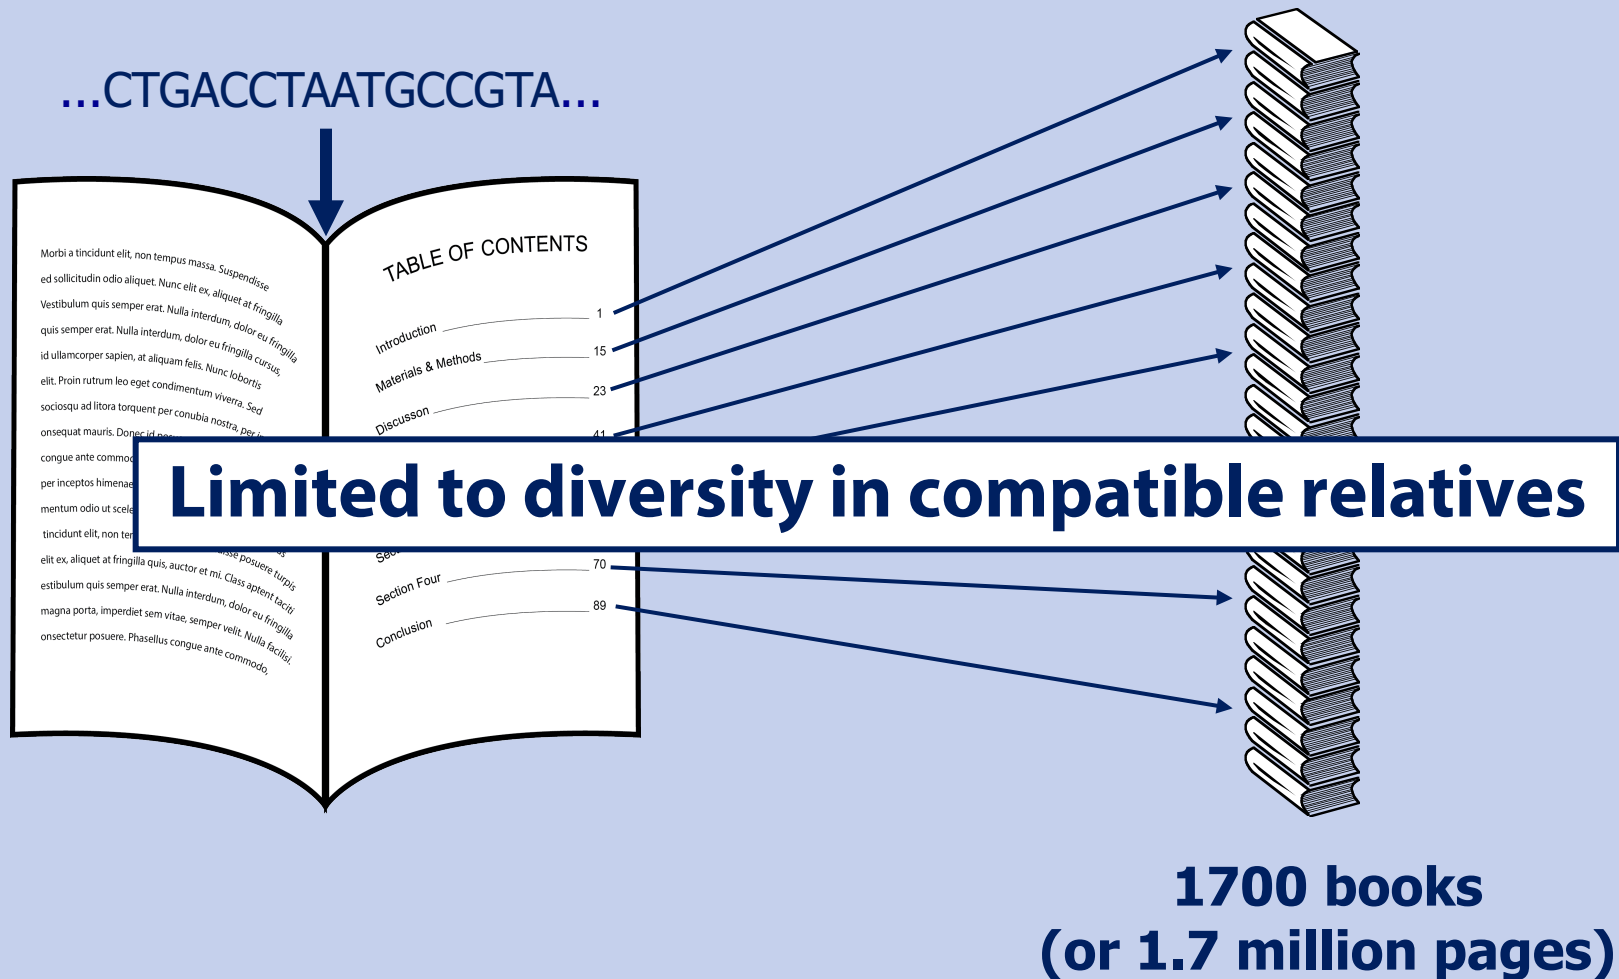 ...CTGACCTAATGCCGTA...
Morbi a tincidunt elit, non tempus massa. Suspendisse
ed sollicitudin odio aliquet. Nunc elit ex, aliquet at fringilla
Vestibulum quis semper erat. Nulla interdum, dolor eu fringilla
quis semper erat. Nulla interdum, dolor eu fringilla cursus,
id ullamcorper sapien, at aliquam felis. Nunc lobortis
elit. Proin rutrum leo eget condimentum viverra. Sed
sociosqu ad litora torquent per conubia nostra, per
onsequat mauris. Donec id
congue ante
per inceptos
mentum odio ut
tincidunt elit, non
posuere turpis
elit ex, aliquet at fringilla quis, auctor et mi. Class aptent taciti
estibulum quis semper erat. Nulla interdum, dolor eu fringilla
magna porta, imperdiet sem vitae, semper velit. Nulla facilisi.
onsectetur posuere. Phasellus congue ante commodo,
TABLE OF CONTENTS
Introduction 1
Materials & Methods 15
Discusson 23
41
Section Four 70
Conclusion 89
Limited to diversity in compatible relatives
1700 books
(or 1.7 million pages)